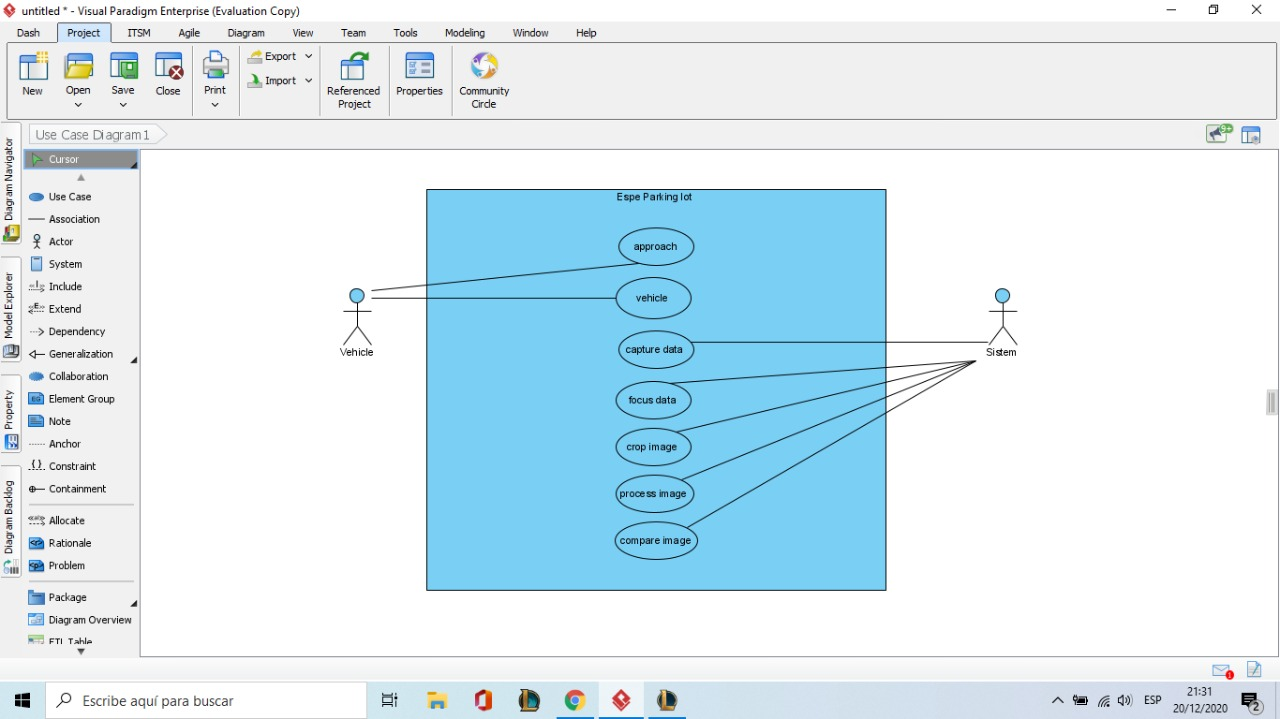 untitled * - Visual Paradigm Enterprise (Evaluation Copy)
Dash Project ITSM Agile Diagram View Team Tools Modeling Window Help
New Open Save Close Print Export Import Referenced Project Properties Community Circle
Use Case Diagram1
Diagram Navigator
Model Explorer
Property
Diagram Backlog
Cursor
Use Case
Association
Actor
System
Include
Extend
Dependency
Generalization
Collaboration
Element Group
Note
Anchor
Constraint
Containment
Allocate
Rationale
Problem
Package
Diagram Overview
ETL Table
Espe Parking lot
approach
vehicle
capture data
focus data
crop image
process image
compare image
Vehicle
Sistem
Escribe aquí para buscar
ESP
21:31
20/12/2020
2